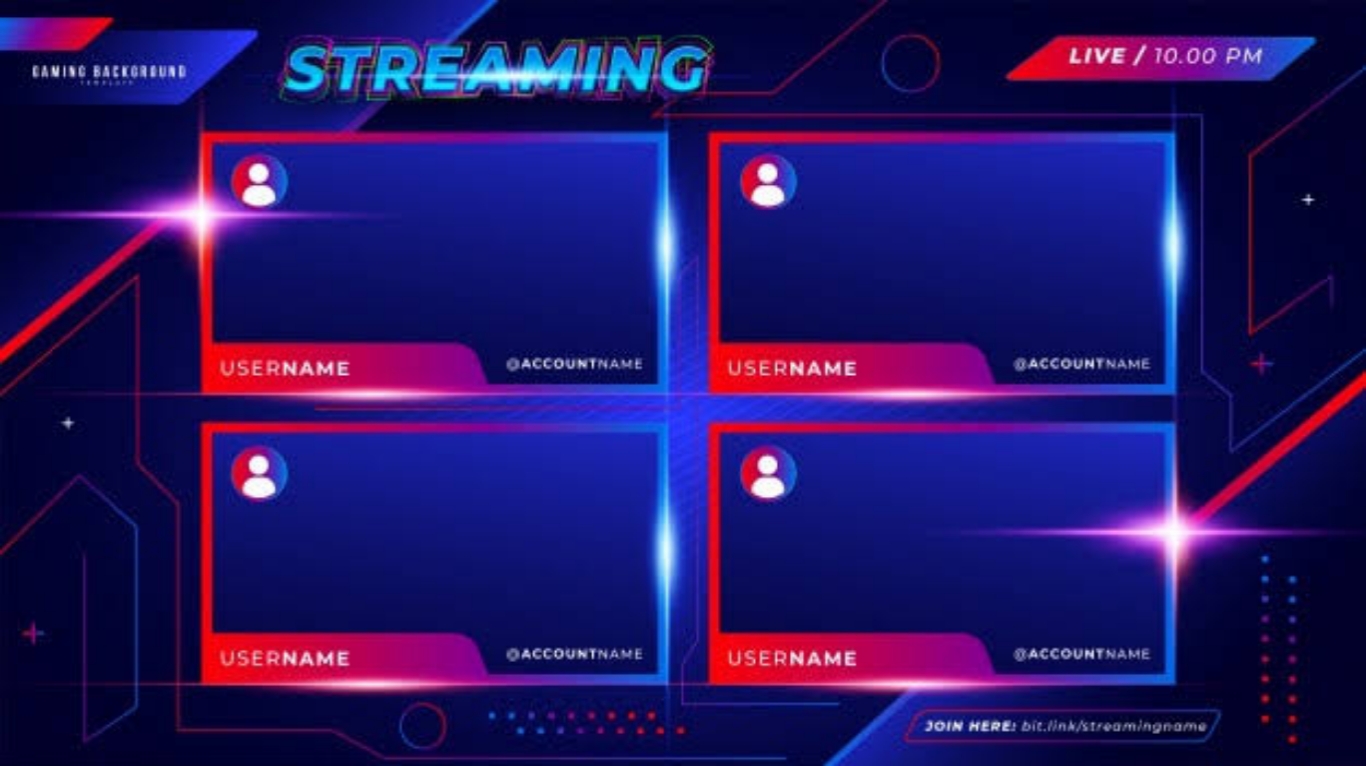 GAMING BACKGROUND
TEMPLATE
STREAMING
LIVE / 10.00 PM
USERNAME
@ACCOUNTNAME
USERNAME
@ACCOUNTNAME
USERNAME
@ACCOUNTNAME
USERNAME
@ACCOUNTNAME
JOIN HERE: bit.link/streamingname